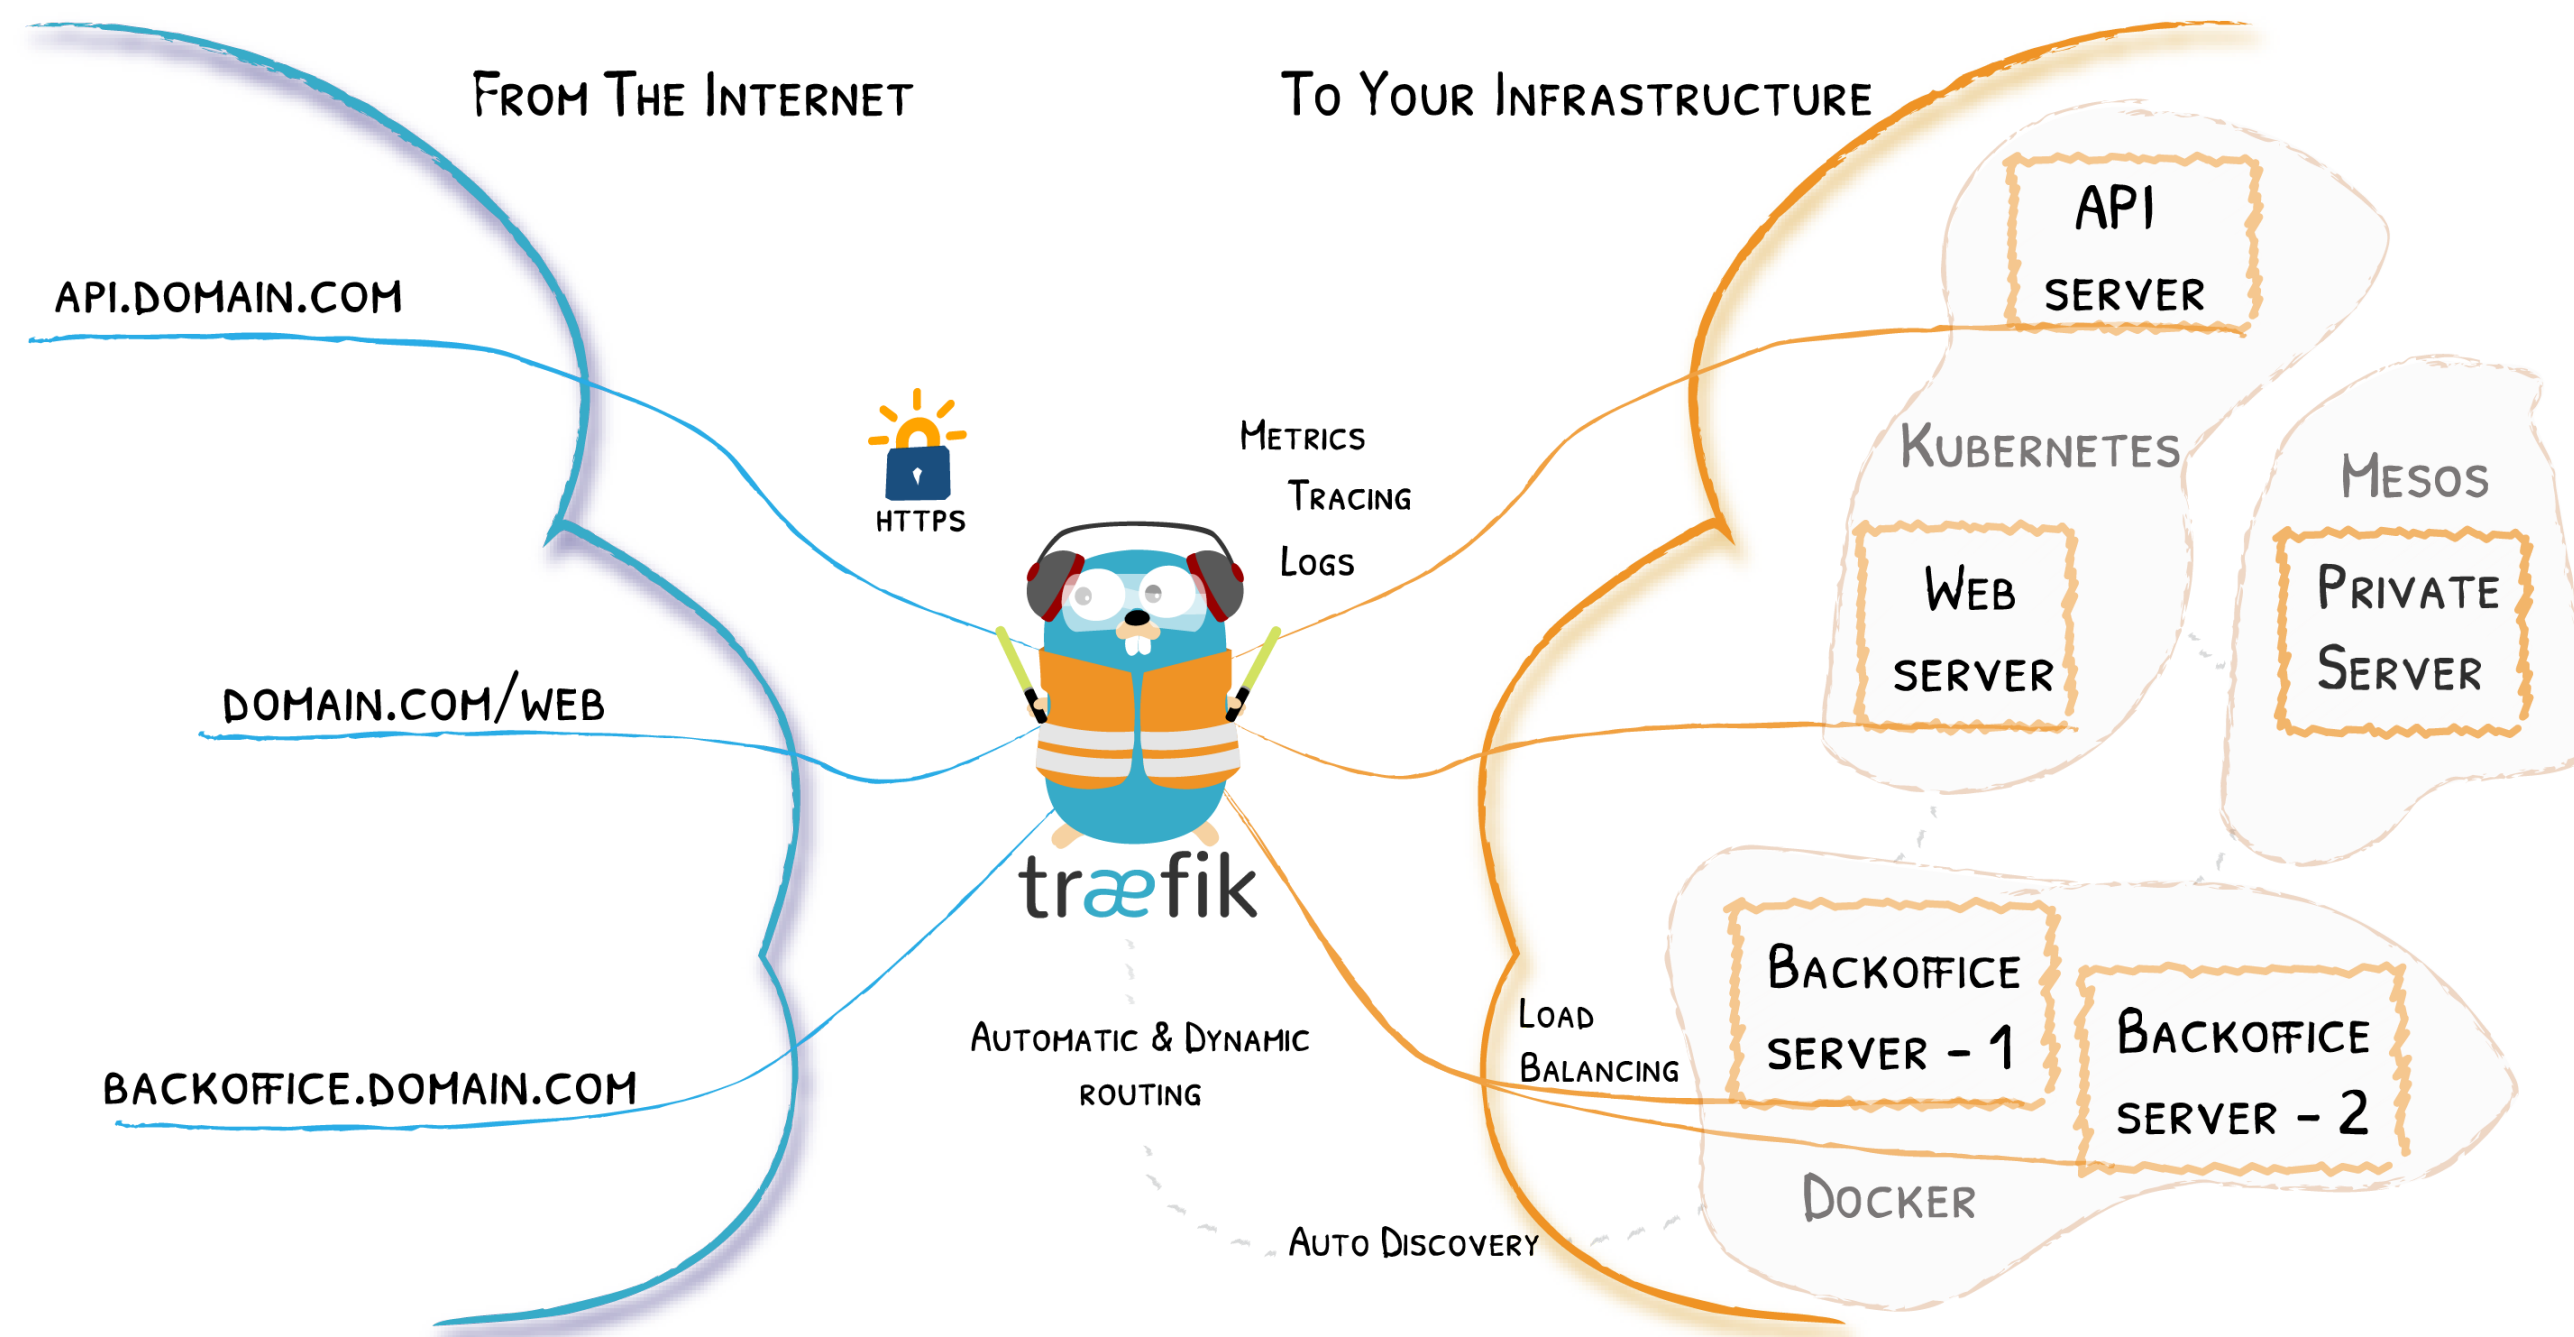 From The Internet
To Your Infrastructure
api.domain.com
domain.com/web
backoffice.domain.com
HTTPS
Metrics
Tracing
Logs
træfik
Automatic & Dynamic
routing
Auto Discovery
Load
Balancing
API
server
Kubernetes
Web
server
Mesos
Private
Server
Backoffice
server - 1
Backoffice
server - 2
Docker